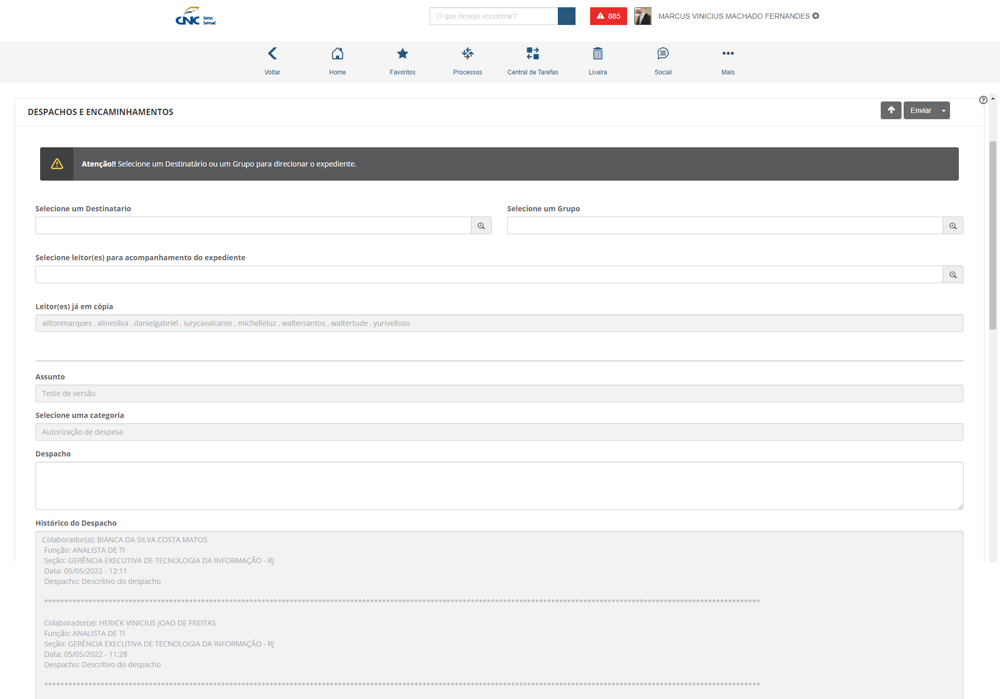 CNC Sesc
Senac
O que deseja encontrar?
885
MARCUS VINICIUS MACHADO FERNANDES
Voltar
Home
Favoritos
Processos
Central de Tarefas
Lixeira
Social
Mais
DESPACHOS E ENCAMINHAMENTOS
Enviar
Atenção!! Selecione um Destinatário ou um Grupo para direcionar o expediente.
Selecione um Destinatario
Selecione um Grupo
Selecione leitor(es) para acompanhamento do expediente
Leitor(es) já em cópia
ailtonmarques , alinesilva , danielgabriel , iurycavalcante , michelleluz , waltersantos , waltertude , yurivelloso
Assunto
Teste de versão
Selecione uma categoria
Autorização de despesa
Despacho
Histórico do Despacho
Colaborador(a): BIANCA DA SILVA COSTA MATOS
Função: ANALISTA DE TI
Seção: GERÊNCIA EXECUTIVA DE TECNOLOGIA DA INFORMAÇÃO - RJ
Data: 05/05/2022 - 12:11
Despacho: Descritivo do despacho
***********************************************************************************************************************************************************************************
Colaborador(a): HERICK VINICIUS JOAO DE FREITAS
Função: ANALISTA DE TI
Seção: GERÊNCIA EXECUTIVA DE TECNOLOGIA DA INFORMAÇÃO - RJ
Data: 05/05/2022 - 11:28
Despacho: Descritivo do despacho
***********************************************************************************************************************************************************************************